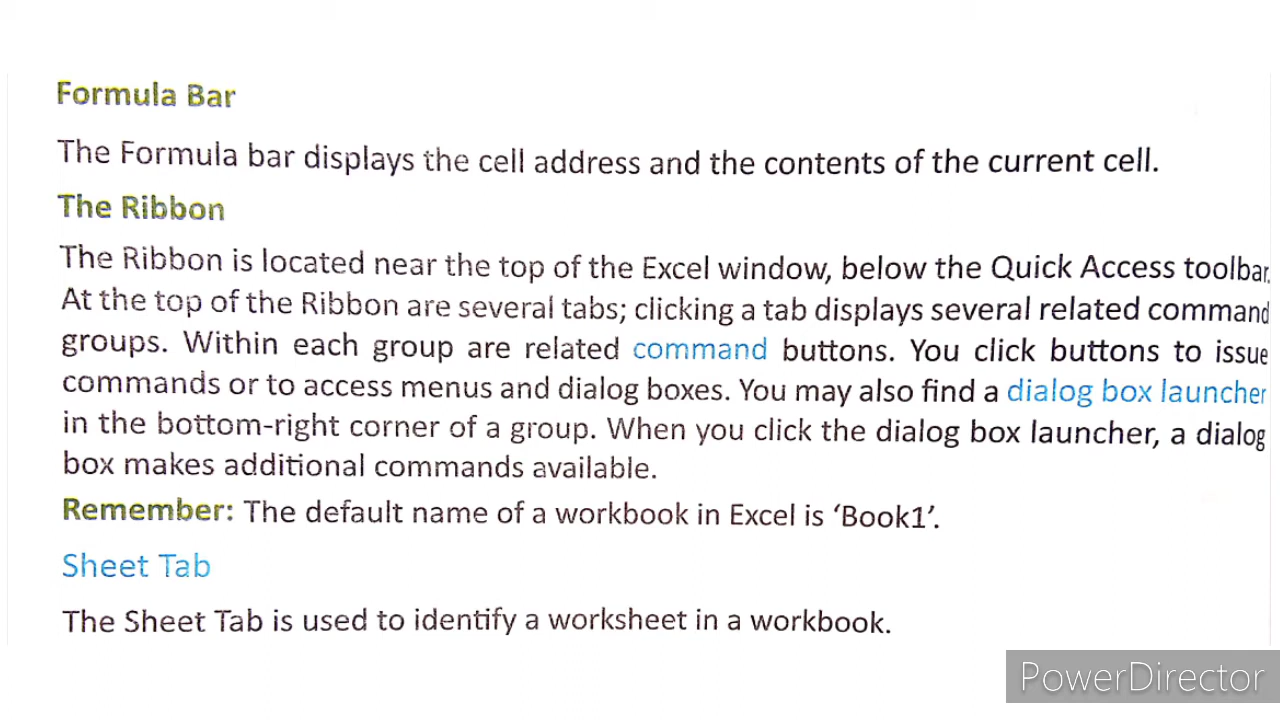 Formula Bar
The Formula bar displays the cell address and the contents of the current cell.
The Ribbon
The Ribbon is located near the top of the Excel window, below the Quick Access toolbar.
At the top of the Ribbon are several tabs; clicking a tab displays several related command
groups. Within each group are related command buttons. You click buttons to issue
commands or to access menus and dialog boxes. You may also find a dialog box launcher
in the bottom-right corner of a group. When you click the dialog box launcher, a dialog
box makes additional commands available.
Remember: The default name of a workbook in Excel is ‘Book1’.
Sheet Tab
The Sheet Tab is used to identify a worksheet in a workbook.
PowerDirector